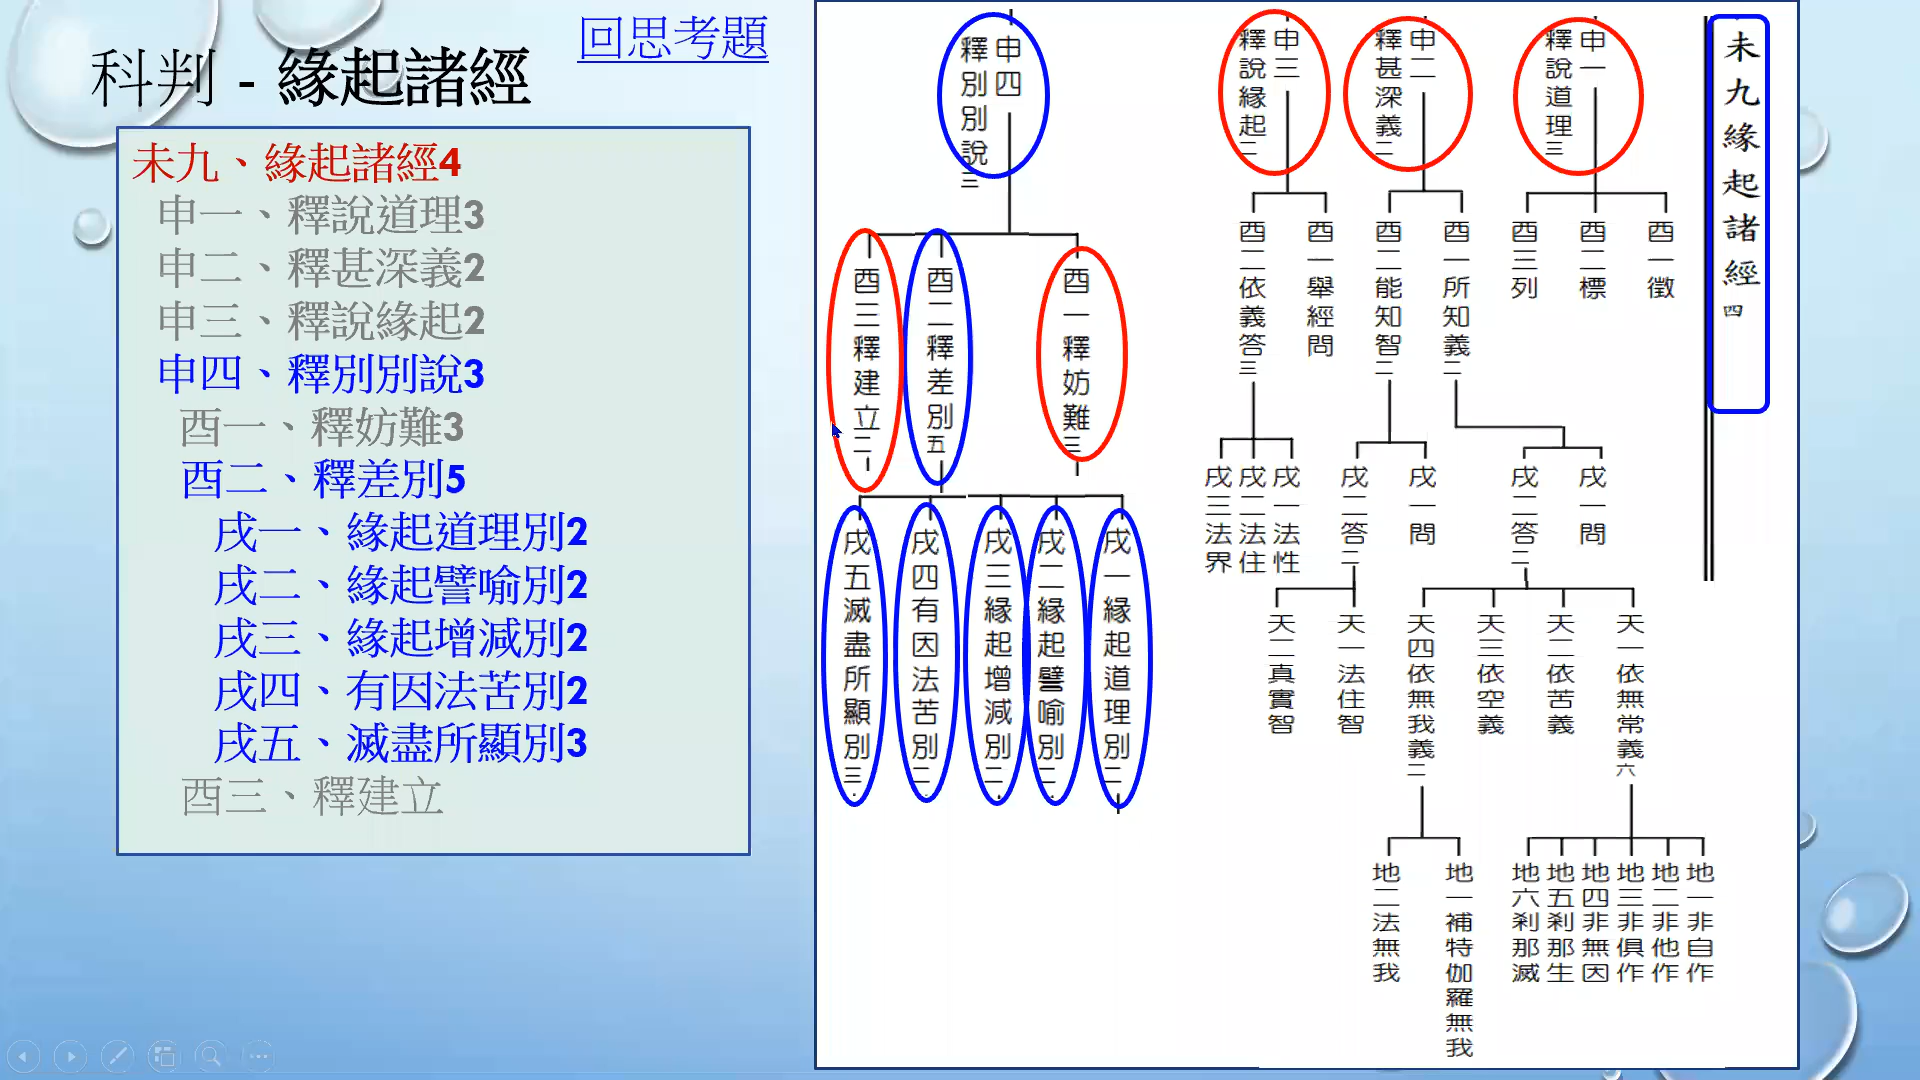 回思考題
科判 - 緣起諸經
未九、緣起諸經4
申一、釋說道理3
申二、釋甚深義2
申三、釋說緣起2
申四、釋別別說3
酉一、釋妨難3
酉二、釋差別5
戌一、緣起道理別2
戌二、緣起譬喻別2
戌三、緣起增減別2
戌四、有因法苦別2
戌五、滅盡所顯別3
酉三、釋建立
未九緣起諸經四
申一
釋說道理三
申二
釋甚深義二
申三
釋說緣起二
申四
釋別別說三
酉一徵
酉二標
酉三列
酉一所知義二
酉二能知智二
酉一舉經問
酉二依義答三
酉一釋妨難三
酉二釋差別五
酉三釋建立二
戌一問
戌二答二
戌一問
戌二答二
戌一法性
戌二法住
戌三法界
戌一緣起道理別二
戌二緣起譬喻別二
戌三緣起增減別二
戌四有因法苦別二
戌五滅盡所顯別三
天一依無常義六
天二依苦義
天三依空義
天四依無我義二
天一法住智
天二真實智
地一非自作
地二非他作
地三非俱作
地四非無因
地五剎那生
地六剎那滅
地一補特伽羅無我
地二法無我